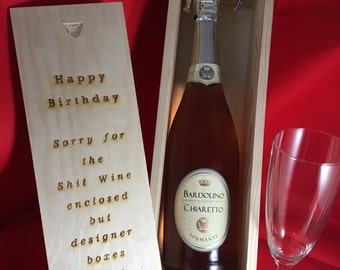 Happy
Birthday
Sorry for
the
Shit Wine
enclosed
but
designer
boxes
BARDOLINO
CHIARETTO
SPUMANTE